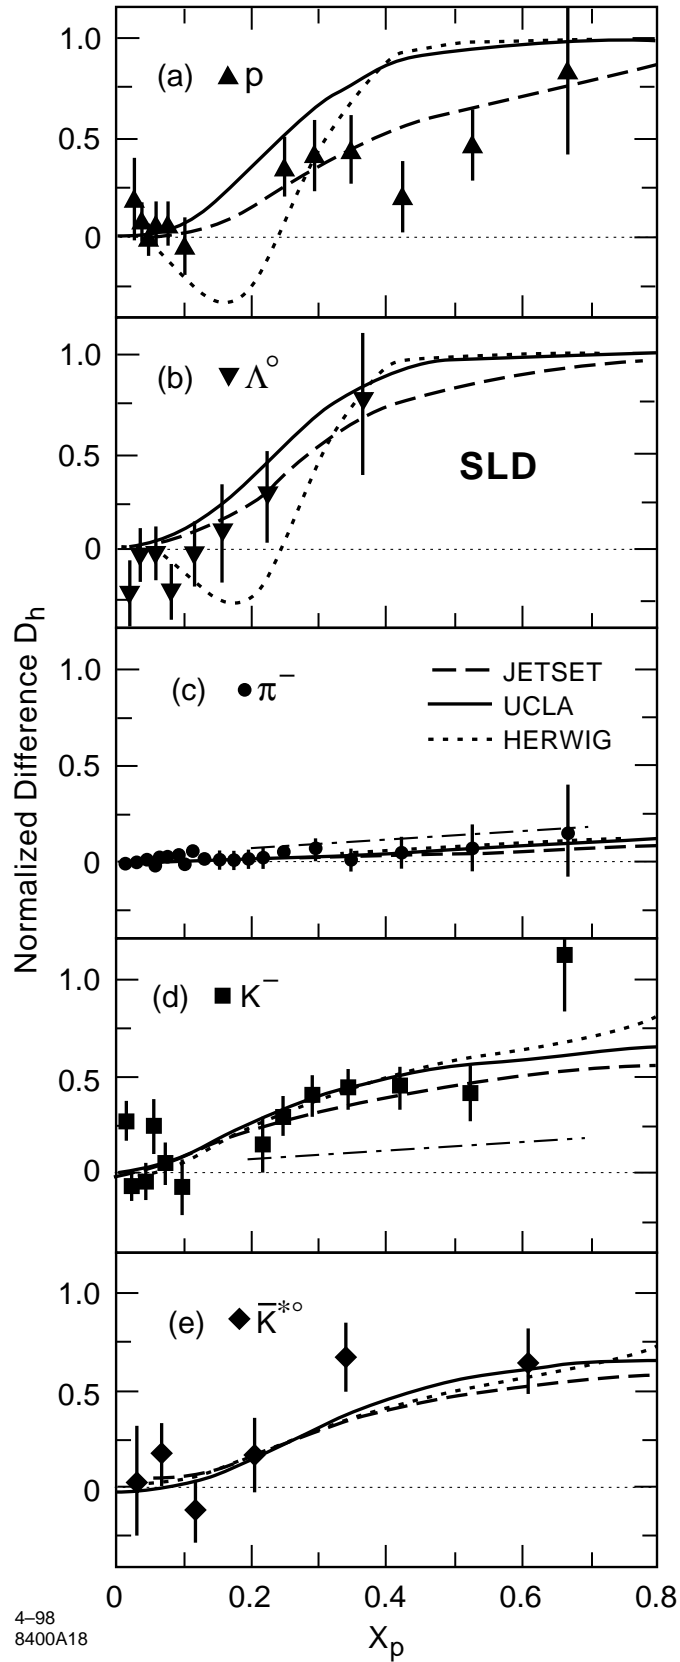 Normalized Difference D_h
1.0
(a) ▲ p
0.5
0
1.0
(b) ▼ Λ°
0.5
SLD
0
1.0
(c) ● π⁻
JETSET
UCLA
HERWIG
0.5
0
1.0
(d) ■ K⁻
0.5
0
1.0
(e) ◆ K̅*°
0.5
0
0 0.2 0.4 0.6 0.8
X_p
4–98
8400A18